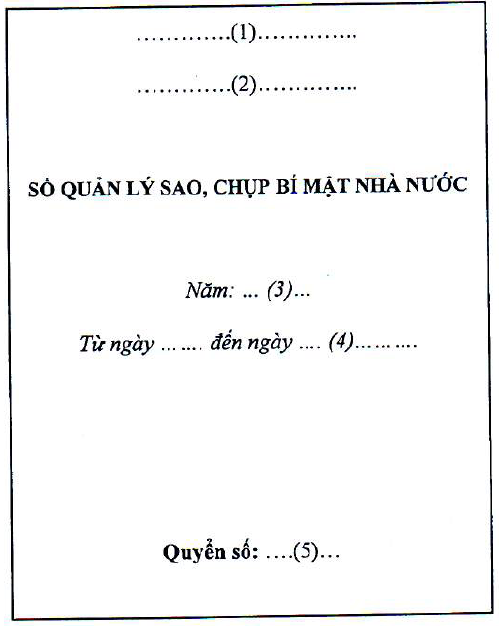 .............(1)..............
.............(2)..............
SỔ QUẢN LÝ SAO, CHỤP BÍ MẬT NHÀ NƯỚC
Năm: ... (3)...
Từ ngày ....... đến ngày .... (4)..........
Quyển số: ....(5)...